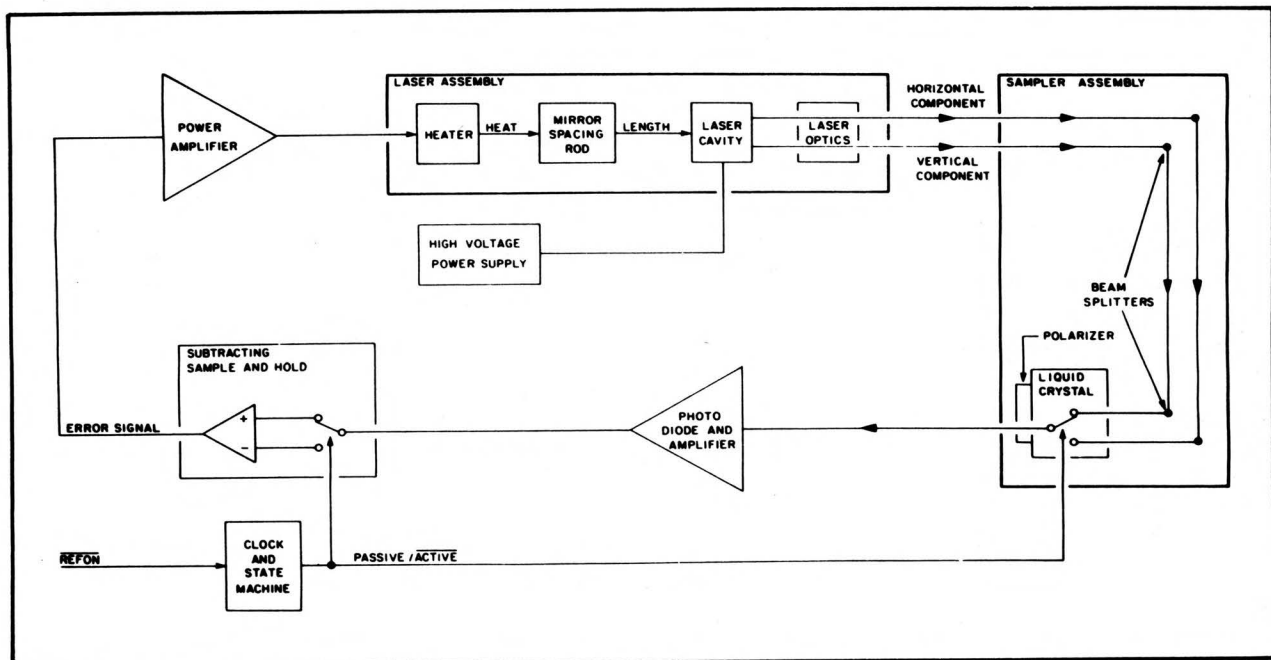 LASER ASSEMBLY
SAMPLER ASSEMBLY
POWER
AMPLIFIER
HEATER
HEAT
MIRROR
SPACING
ROD
LENGTH
LASER
CAVITY
LASER
OPTICS
HORIZONTAL
COMPONENT
VERTICAL
COMPONENT
HIGH VOLTAGE
POWER SUPPLY
BEAM
SPLITTERS
POLARIZER
LIQUID
CRYSTAL
SUBTRACTING
SAMPLE AND HOLD
+
−
ERROR SIGNAL
PHOTO
DIODE AND
AMPLIFIER
REFON
CLOCK
AND
STATE
MACHINE
PASSIVE / ACTIVE